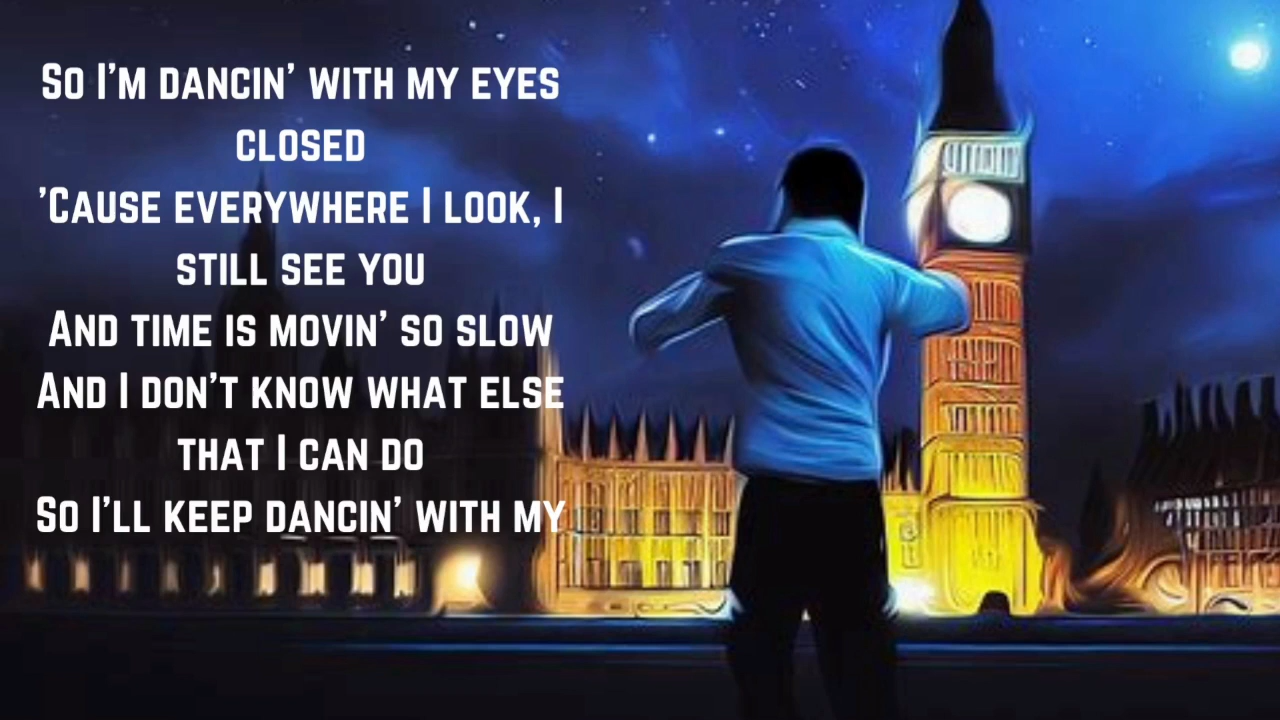 So I'm dancin' with my eyes
closed
'Cause everywhere I look, I
still see you
And time is movin' so slow
And I don't know what else
that I can do
So I'll keep dancin' with my